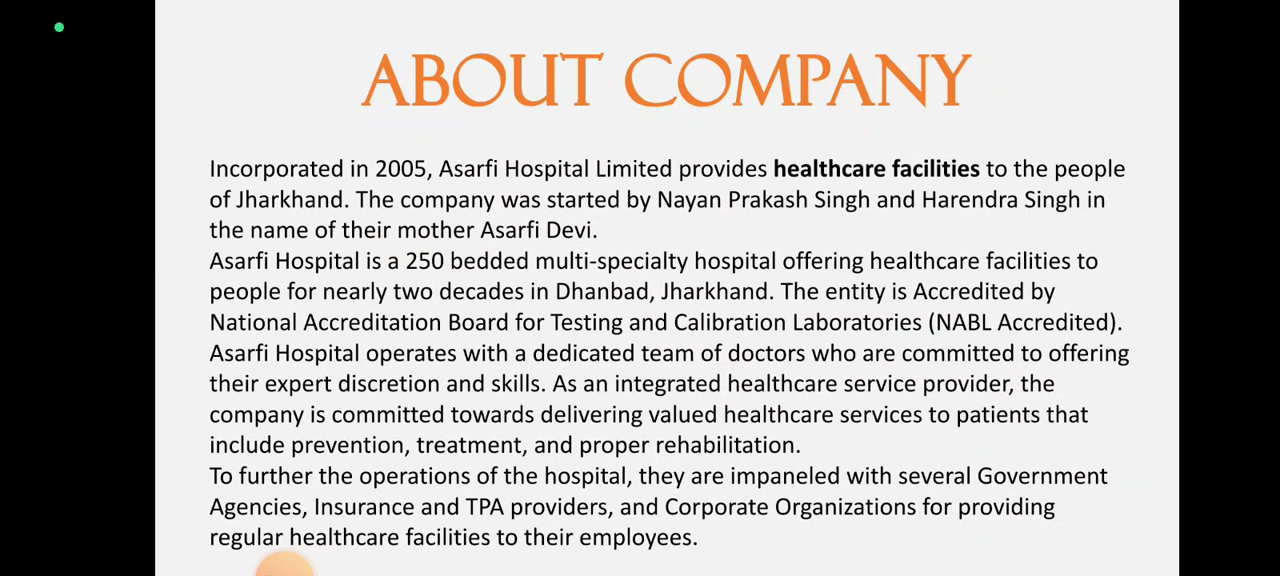 ABOUT COMPANY
Incorporated in 2005, Asarfi Hospital Limited provides healthcare facilities to the people
of Jharkhand. The company was started by Nayan Prakash Singh and Harendra Singh in
the name of their mother Asarfi Devi.
Asarfi Hospital is a 250 bedded multi-specialty hospital offering healthcare facilities to
people for nearly two decades in Dhanbad, Jharkhand. The entity is Accredited by
National Accreditation Board for Testing and Calibration Laboratories (NABL Accredited).
Asarfi Hospital operates with a dedicated team of doctors who are committed to offering
their expert discretion and skills. As an integrated healthcare service provider, the
company is committed towards delivering valued healthcare services to patients that
include prevention, treatment, and proper rehabilitation.
To further the operations of the hospital, they are impaneled with several Government
Agencies, Insurance and TPA providers, and Corporate Organizations for providing
regular healthcare facilities to their employees.